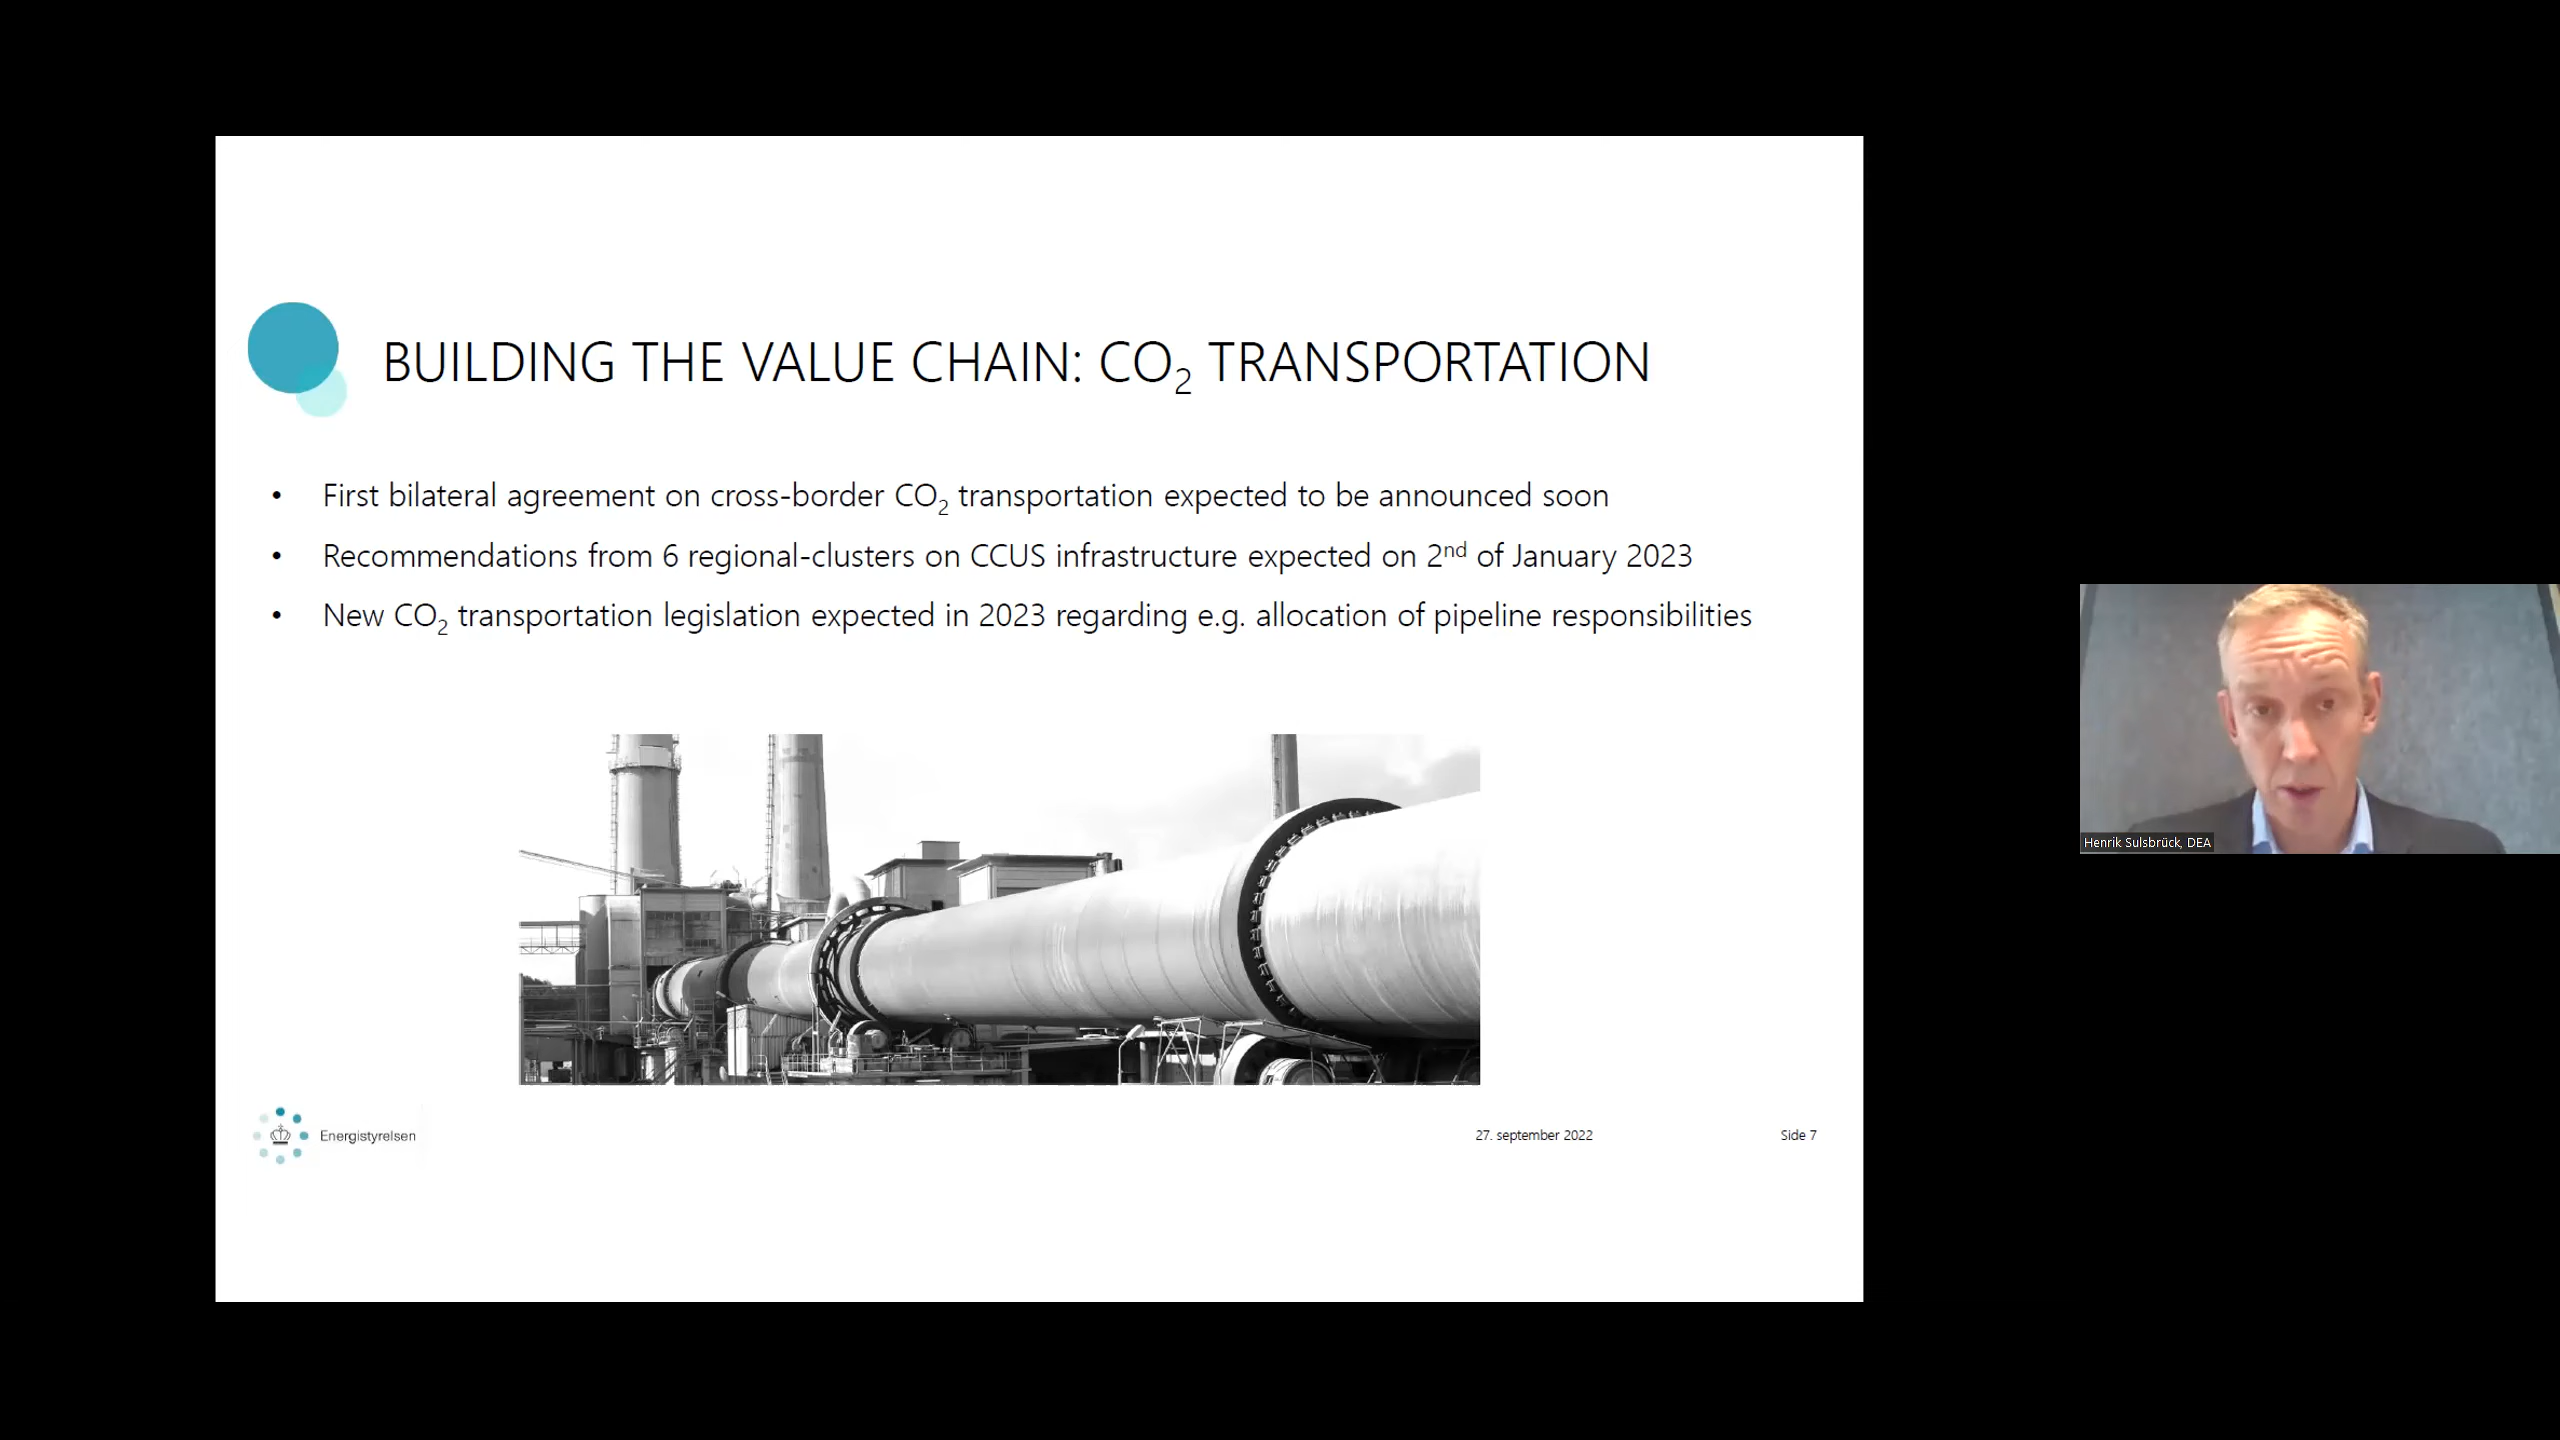 BUILDING THE VALUE CHAIN: CO₂ TRANSPORTATION
• First bilateral agreement on cross-border CO₂ transportation expected to be announced soon
• Recommendations from 6 regional-clusters on CCUS infrastructure expected on 2nd of January 2023
• New CO₂ transportation legislation expected in 2023 regarding e.g. allocation of pipeline responsibilities
Henrik Sulsbrück, DEA
Energistyrelsen
27. september 2022
Side 7